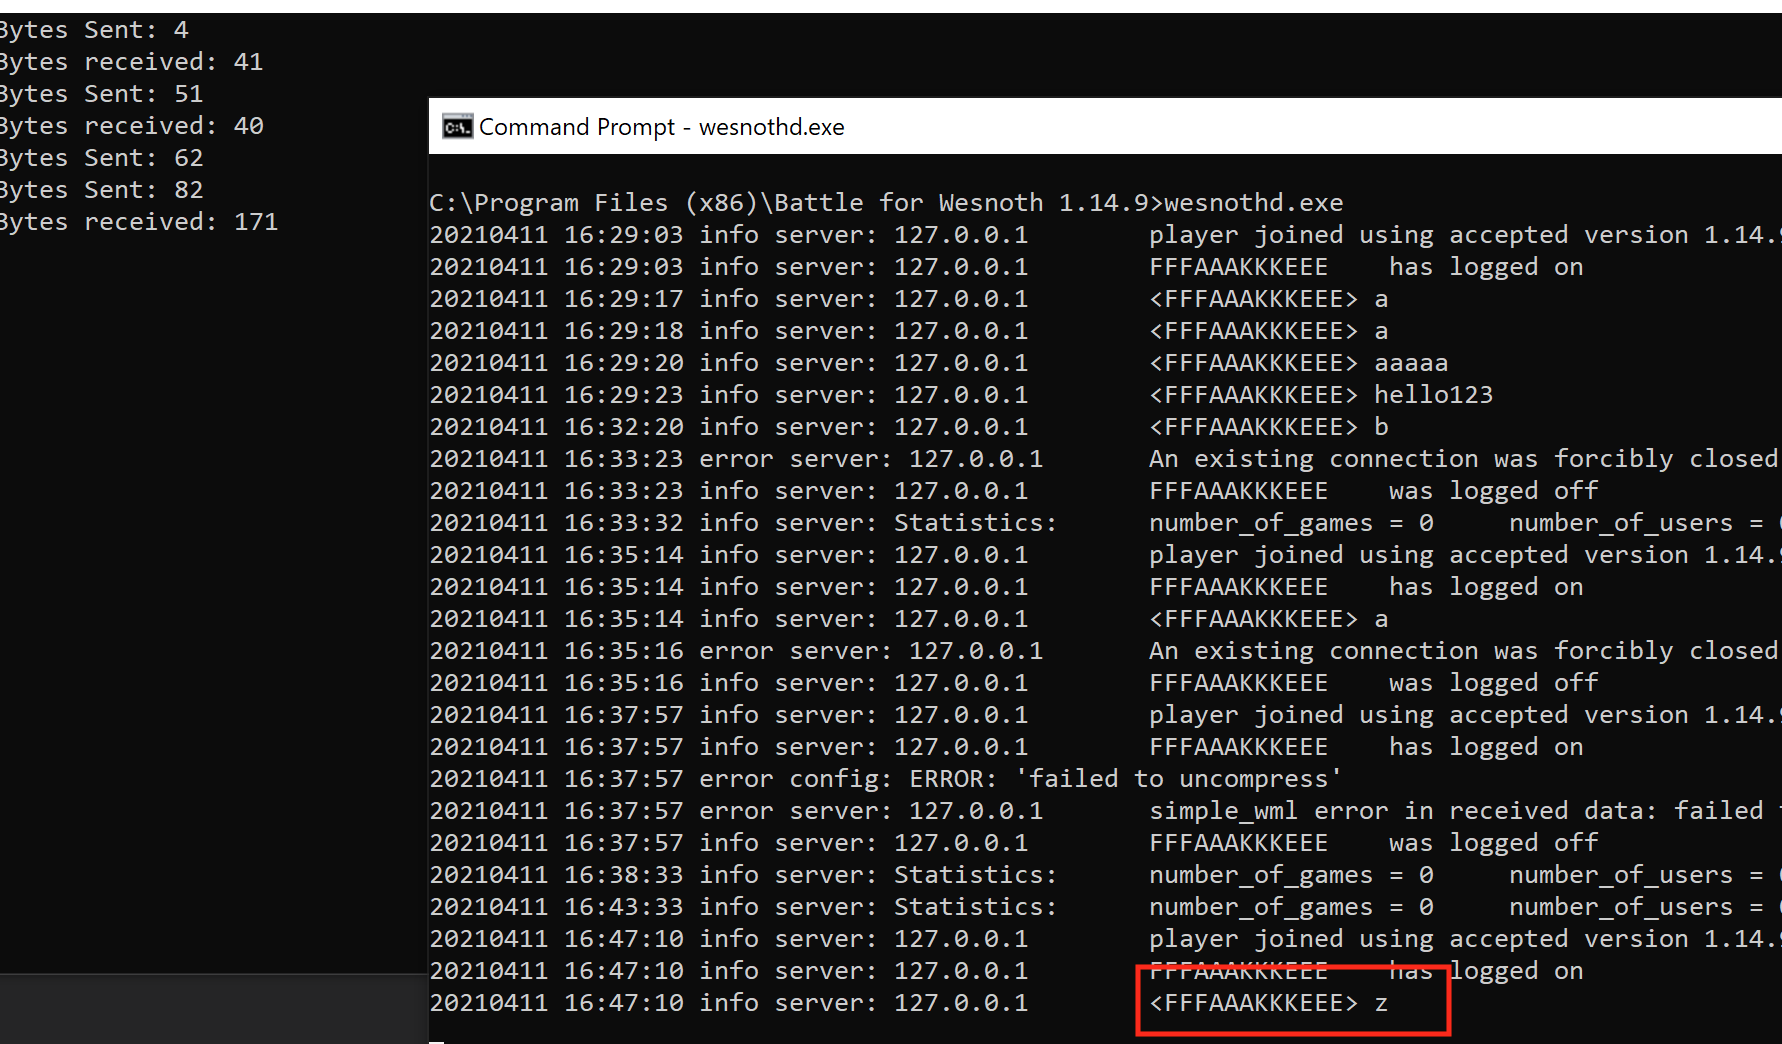 Bytes Sent: 4
Bytes received: 41
Bytes Sent: 51
Bytes received: 40
Bytes Sent: 62
Bytes Sent: 82
Bytes received: 171
Command Prompt - wesnothd.exe
C:\Program Files (x86)\Battle for Wesnoth 1.14.9>wesnothd.exe
20210411 16:29:03 info server: 127.0.0.1 player joined using accepted version 1.14.9
20210411 16:29:03 info server: 127.0.0.1 FFFAAAKKKEEE has logged on
20210411 16:29:17 info server: 127.0.0.1 <FFFAAAKKKEEE> a
20210411 16:29:18 info server: 127.0.0.1 <FFFAAAKKKEEE> a
20210411 16:29:20 info server: 127.0.0.1 <FFFAAAKKKEEE> aaaaa
20210411 16:29:23 info server: 127.0.0.1 <FFFAAAKKKEEE> hello123
20210411 16:32:20 info server: 127.0.0.1 <FFFAAAKKKEEE> b
20210411 16:33:23 error server: 127.0.0.1 An existing connection was forcibly closed
20210411 16:33:23 info server: 127.0.0.1 FFFAAAKKKEEE was logged off
20210411 16:33:32 info server: Statistics: number_of_games = 0 number_of_users =
20210411 16:35:14 info server: 127.0.0.1 player joined using accepted version 1.14.9
20210411 16:35:14 info server: 127.0.0.1 FFFAAAKKKEEE has logged on
20210411 16:35:14 info server: 127.0.0.1 <FFFAAAKKKEEE> a
20210411 16:35:16 error server: 127.0.0.1 An existing connection was forcibly closed
20210411 16:35:16 info server: 127.0.0.1 FFFAAAKKKEEE was logged off
20210411 16:37:57 info server: 127.0.0.1 player joined using accepted version 1.14.9
20210411 16:37:57 info server: 127.0.0.1 FFFAAAKKKEEE has logged on
20210411 16:37:57 error config: ERROR: 'failed to uncompress'
20210411 16:37:57 error server: 127.0.0.1 simple_wml error in received data: failed
20210411 16:37:57 info server: 127.0.0.1 FFFAAAKKKEEE was logged off
20210411 16:38:33 info server: Statistics: number_of_games = 0 number_of_users =
20210411 16:43:33 info server: Statistics: number_of_games = 0 number_of_users =
20210411 16:47:10 info server: 127.0.0.1 player joined using accepted version 1.14.9
20210411 16:47:10 info server: 127.0.0.1 FFFAAAKKKEEE has logged on
20210411 16:47:10 info server: 127.0.0.1 <FFFAAAKKKEEE> z